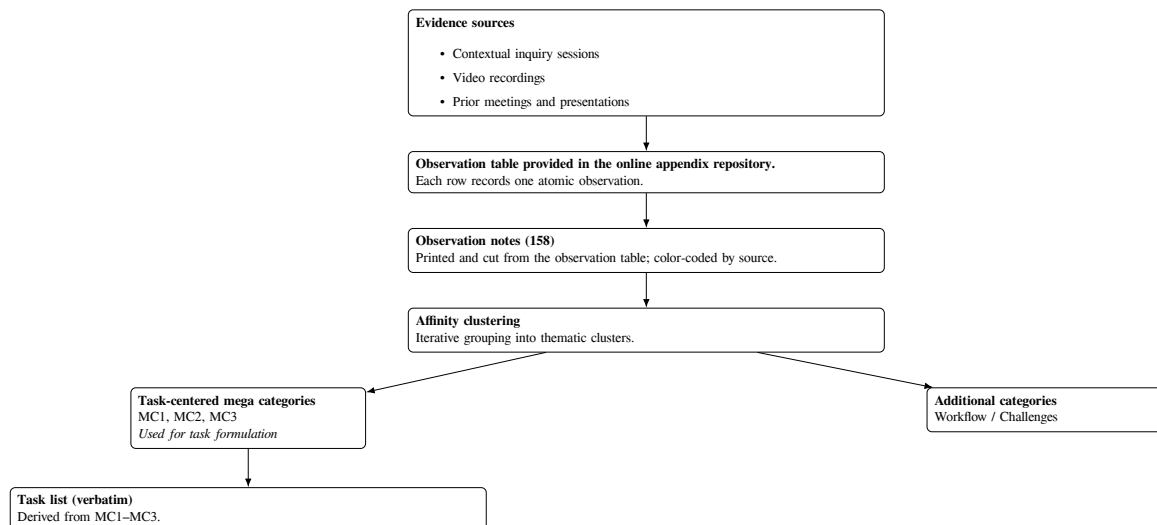 Evidence sources
• Contextual inquiry sessions
• Video recordings
• Prior meetings and presentations
Observation table provided in the online appendix repository.
Each row records one atomic observation.
Observation notes (158)
Printed and cut from the observation table; color-coded by source.
Affinity clustering
Iterative grouping into thematic clusters.
Task-centered mega categories
MC1, MC2, MC3
Used for task formulation
Additional categories
Workflow / Challenges
Task list (verbatim)
Derived from MC1–MC3.